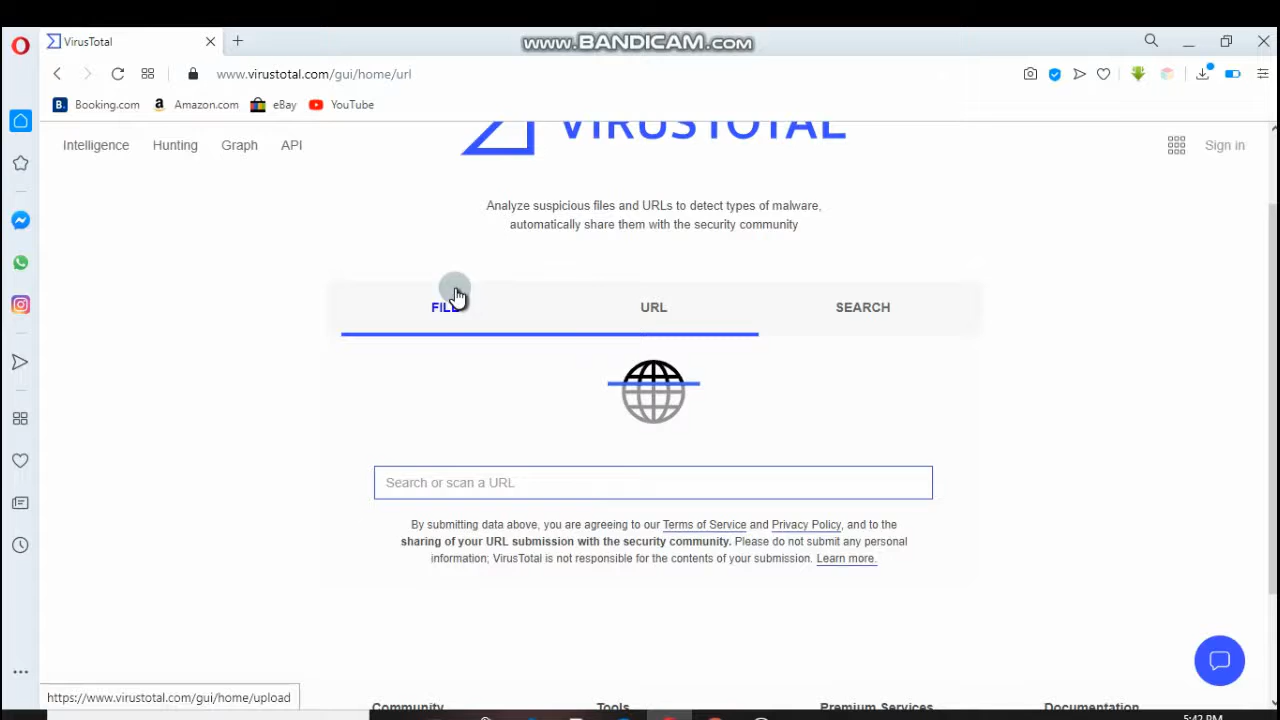 VirusTotal
www.BANDICAM.com
www.virustotal.com/gui/home/url
B. Booking.com
a Amazon.com
eBay
YouTube
VIRUSTOTAL
Intelligence
Hunting
Graph
API
Sign in
Analyze suspicious files and URLs to detect types of malware,
automatically share them with the security community
FILE
URL
SEARCH
Search or scan a URL
By submitting data above, you are agreeing to our Terms of Service and Privacy Policy, and to the
sharing of your URL submission with the security community. Please do not submit any personal
information; VirusTotal is not responsible for the contents of your submission. Learn more.
https://www.virustotal.com/gui/home/upload
Community
Tools
Premium Services
Documentation
5:42 PM